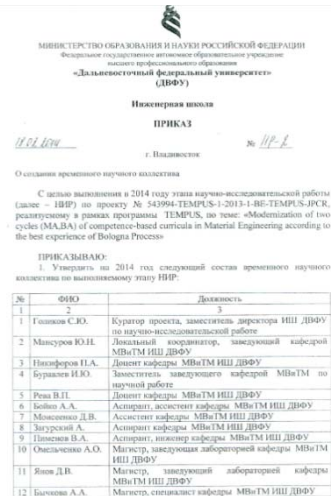 МИНИСТЕРСТВО ОБРАЗОВАНИЯ И НАУКИ РОССИЙСКОЙ ФЕДЕРАЦИИ
Федеральное государственное автономное образовательное учреждение
высшего профессионального образования
«Дальневосточный федеральный университет»
(ДВФУ)
Инженерная школа
ПРИКАЗ
№
г. Владивосток
О создании временного научного коллектива
С целью выполнения в 2014 году этапа научно-исследовательской работы
(далее – НИР) по проекту № 543994-TEMPUS-1-2013-1-BE-TEMPUS-JPCR,
реализуемому в рамках программы TEMPUS, по теме: «Modernization of two
cycles (MA,BA) of competence-based curricula in Material Engineering according to
the best experience of Bologna Process»
ПРИКАЗЫВАЮ:
1. Утвердить на 2014 год следующий состав временного научного
коллектива по выполняемому этапу НИР:
№ ФИО Должность
1 2 3
1 Голиков С.Ю. Куратор проекта, заместитель директора ИШ ДВФУ
по научно-исследовательской работе
2 Мансуров Ю.Н. Локальный координатор, заведующий кафедрой
МВиТМ ИШ ДВФУ
3 Никифоров П.А. Доцент кафедры МВиТМ ИШ ДВФУ
4 Буравлев И.Ю. Заместитель заведующего кафедрой МВиТМ по
научной работе
5 Рева В.П. Доцент кафедры МВиТМ ИШ ДВФУ
6 Бойко А.А. Аспирант, ассистент кафедры МВиТМ ИШ ДВФУ
7 Моисеенко Д.В. Ассистент кафедры МВиТМ ИШ ДВФУ
8 Загурский А. Аспирант кафедры МВиТМ ИШ ДВФУ
9 Пименов В.А. Аспирант, инженер кафедры МВиТМ ИШ ДВФУ
10 Омельченко А.О. Магистр, заведующая лабораторией кафедры МВиТМ
ИШ ДВФУ
11 Янов Д.В. Магистр, заведующий лабораторией кафедры
МВиТМ ИШ ДВФУ
12 Бычкова А.А. Магистр, специалист кафедры МВиТМ ИШ ДВФУ